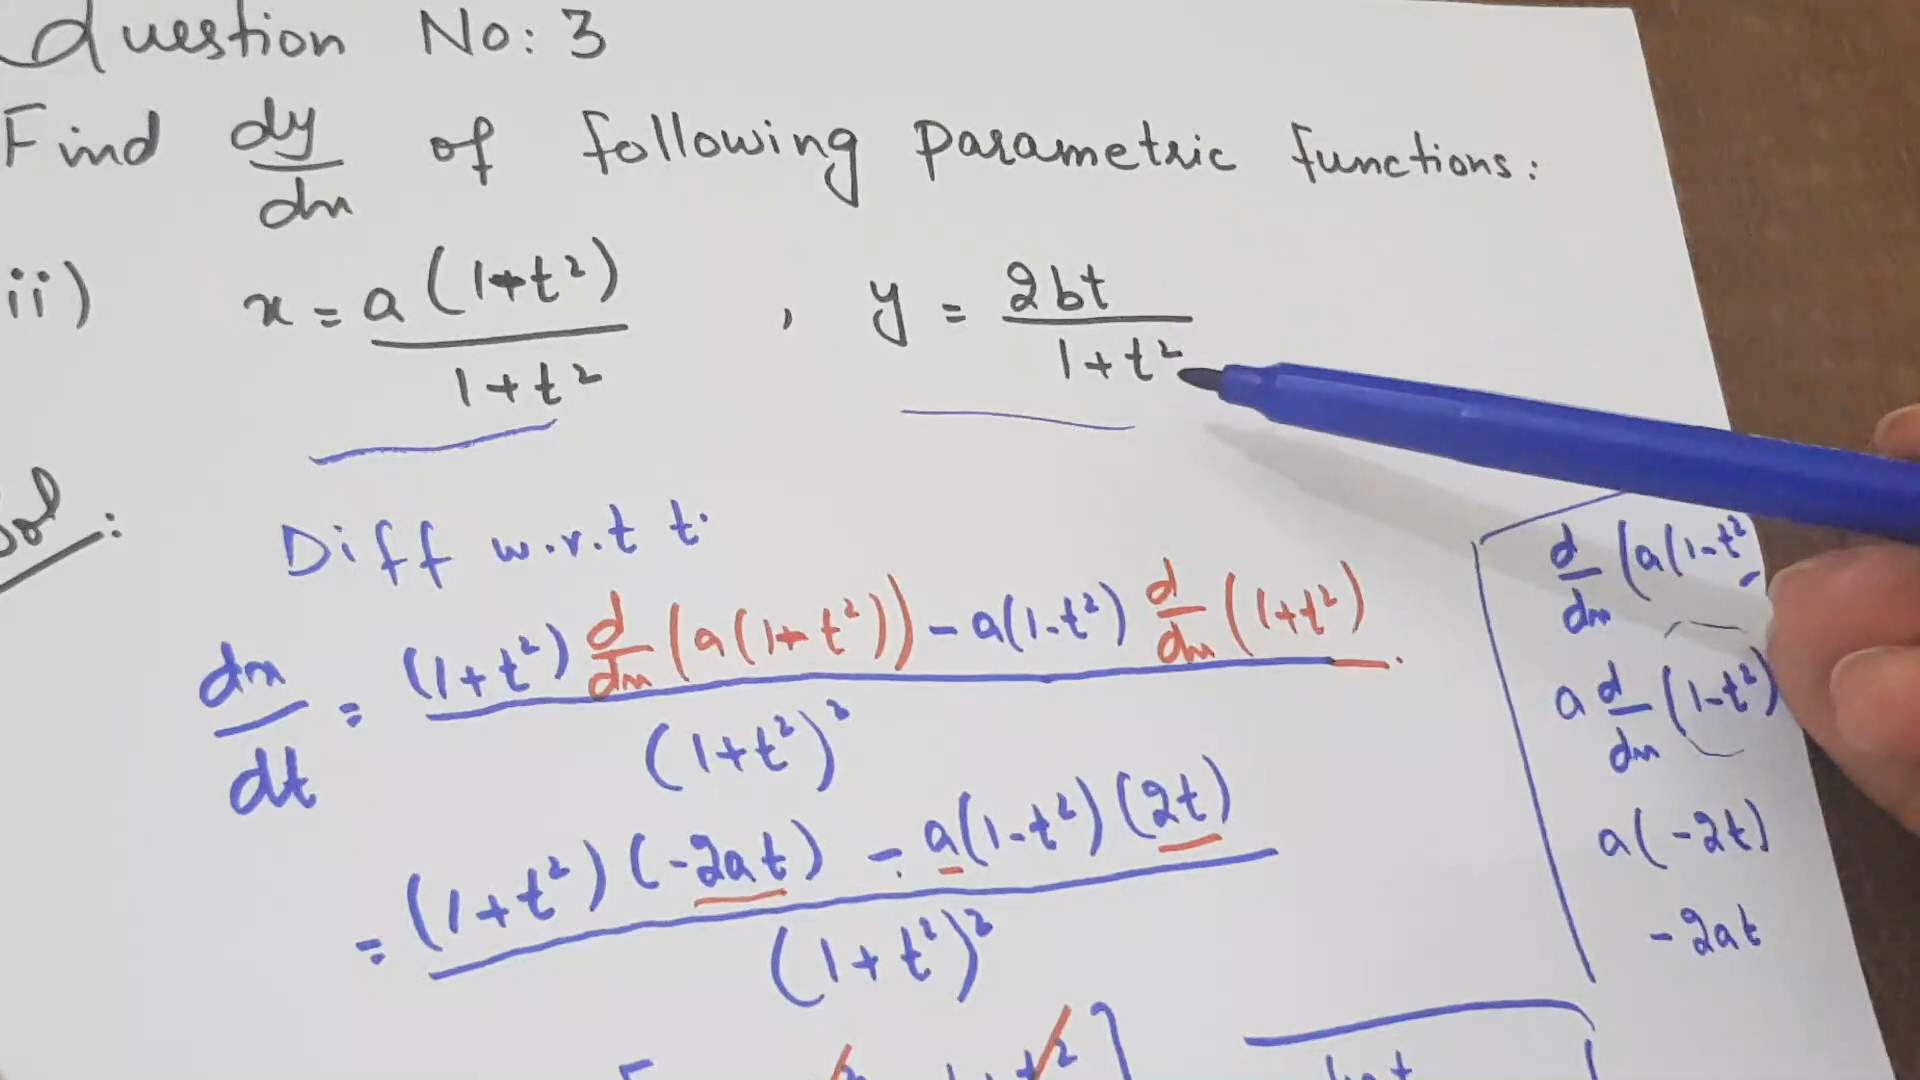 Question No: 3
Find dy/dx of following parametric functions:
ii) x = a(1-t²)/1+t² , y = 2bt/1+t²
Sol:
Diff w.r.t t.
dx/dt = (1+t²) d/dx (a(1-t²)) - a(1-t²) d/dx (1+t²) / (1+t²)²
= (1+t²)(-2at) - a(1-t²)(2t) / (1+t²)²
d/dx (a(1-t²
a d/dx (1-t²)
a(-2t)
-2at